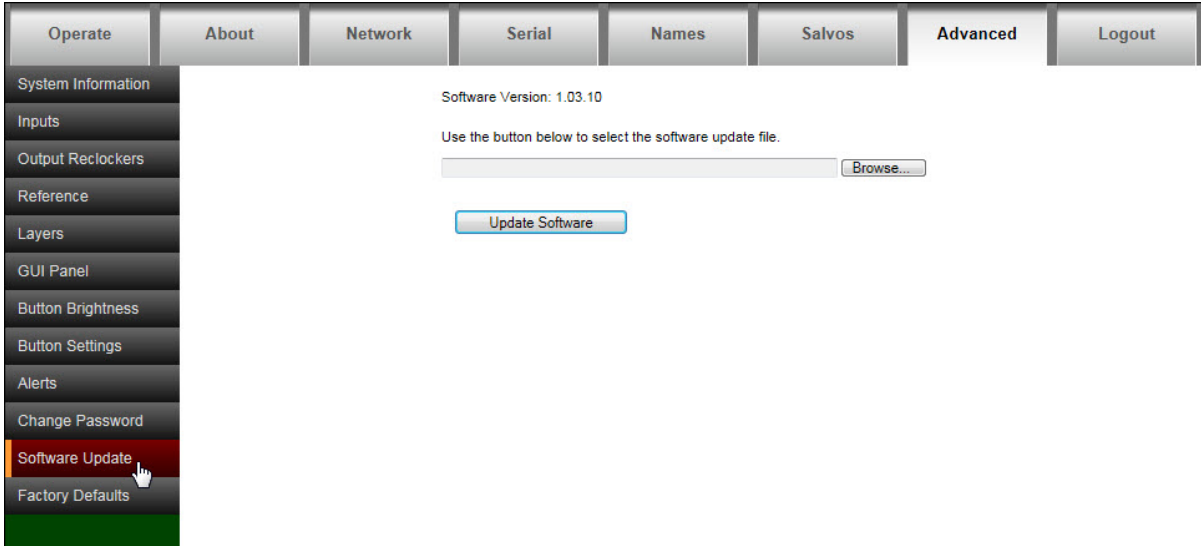 Operate About Network Serial Names Salvos Advanced Logout
System Information
Inputs
Output Reclockers
Reference
Layers
GUI Panel
Button Brightness
Button Settings
Alerts
Change Password
Software Update
Factory Defaults
Software Version: 1.03.10
Use the button below to select the software update file.
Browse...
Update Software